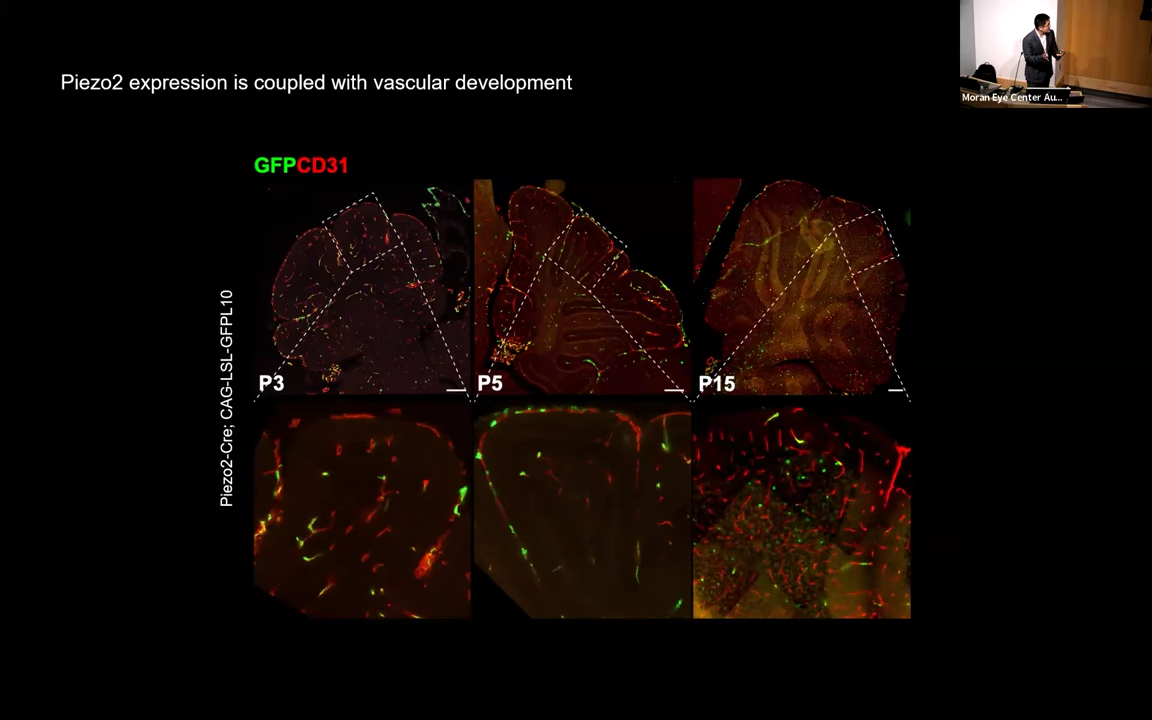 Piezo2 expression is coupled with vascular development
Moran Eye Center Au...
GFPCD31
Piezo2-Cre; CAG-LSL-GFPL10
P3
P5
P15